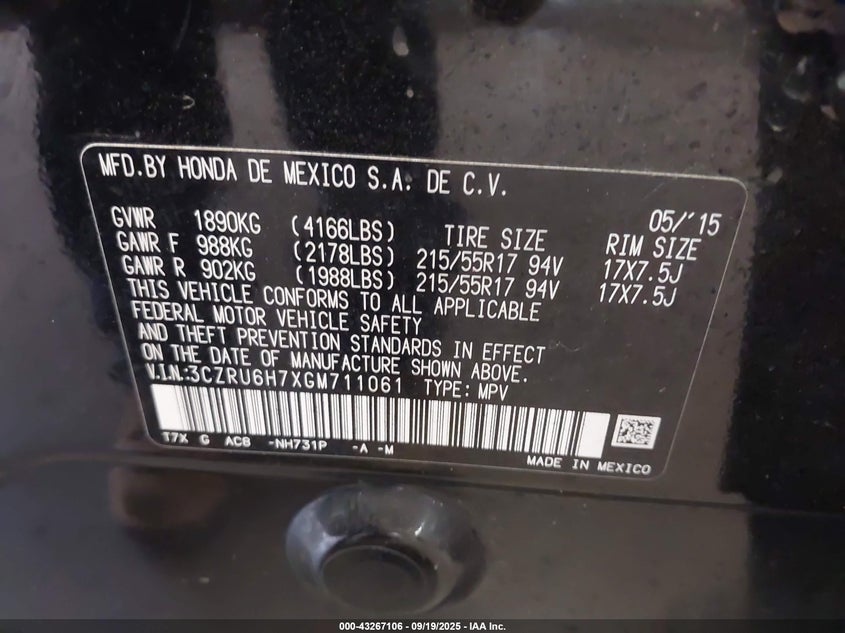 MFD.BY HONDA DE MEXICO S.A. DE C.V.
05/'15
GVWR 1890KG (4166LBS) TIRE SIZE RIM SIZE
GAWR F 988KG (2178LBS) 215/55R17 94V 17X7.5J
GAWR R 902KG (1988LBS) 215/55R17 94V 17X7.5J
THIS VEHICLE CONFORMS TO ALL APPLICABLE
FEDERAL MOTOR VEHICLE SAFETY
AND THEFT PREVENTION STANDARDS IN EFFECT
ON THE DATE OF MANUFACTURE SHOWN ABOVE.
V.I.N.:3CZRU6H7XGM711061 TYPE: MPV
T7X G AC8 -NH731P -A -M
MADE IN MEXICO
000-43267106 - 09/19/2025 - IAA Inc.